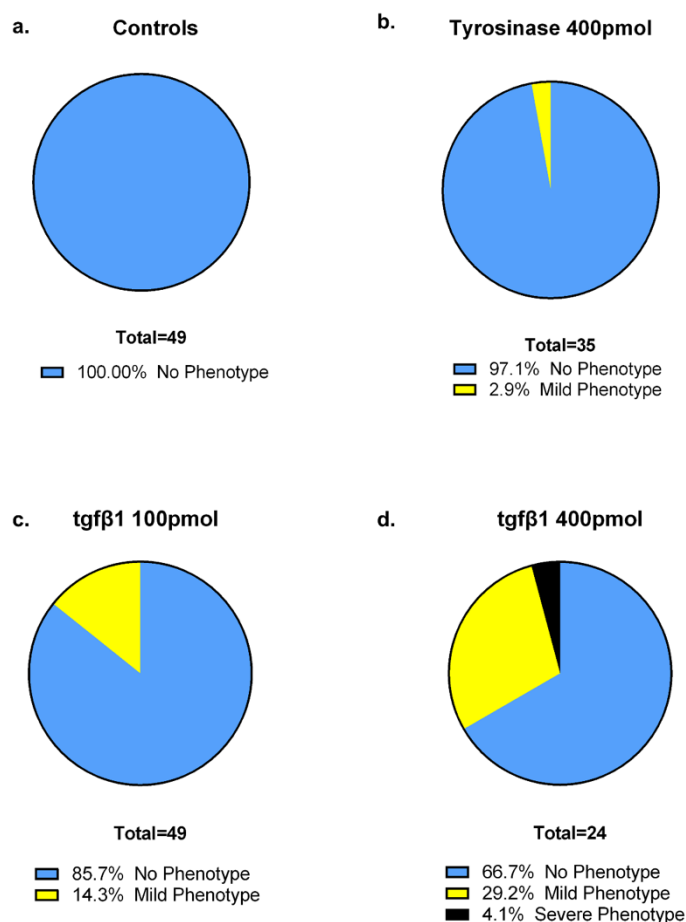 a.
Controls
Total=49
100.00% No Phenotype
b.
Tyrosinase 400pmol
Total=35
97.1% No Phenotype
2.9% Mild Phenotype
c.
tgfβ1 100pmol
Total=49
85.7% No Phenotype
14.3% Mild Phenotype
d.
tgfβ1 400pmol
Total=24
66.7% No Phenotype
29.2% Mild Phenotype
4.1% Severe Phenotype